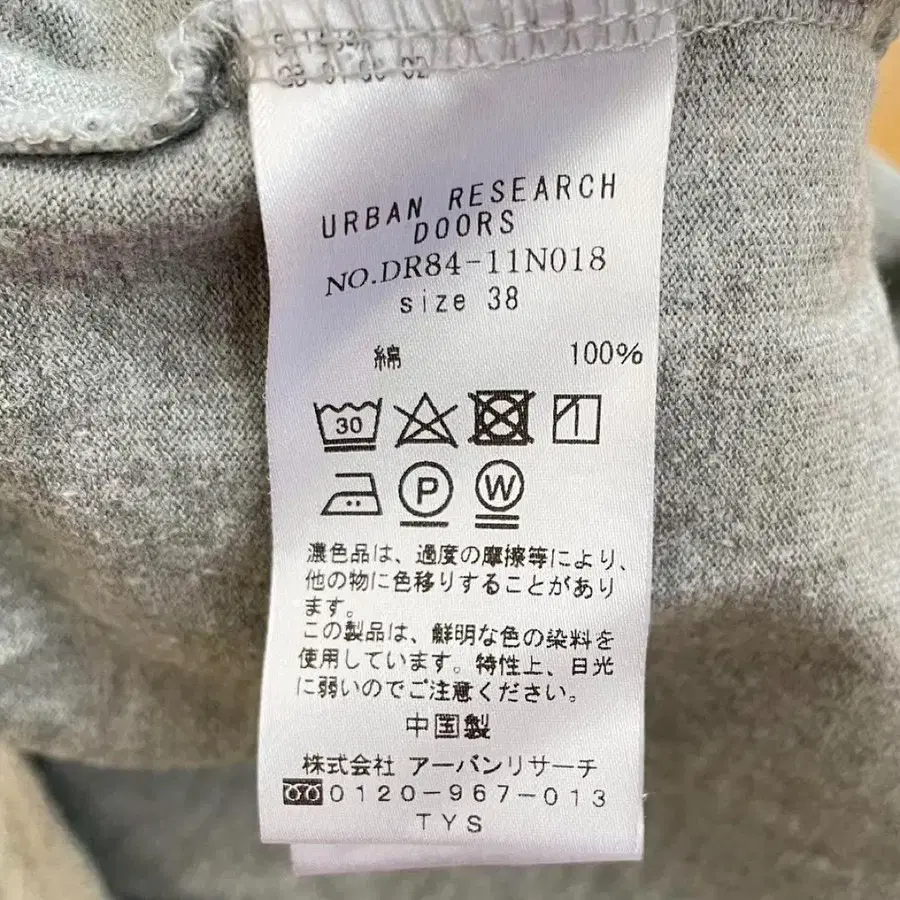 URBAN RESEARCH
DOORS
NO.DR84-11N018
size 38
綿 100%
30
P W
濃色品は、過度の摩擦等により、
他の物に色移りすることがあり
ます。
この製品は、鮮明な色の染料を
使用しています。特性上、日光
に弱いのでご注意ください。
中国製
株式会社 アーバンリサーチ
0120-967-013
TYS